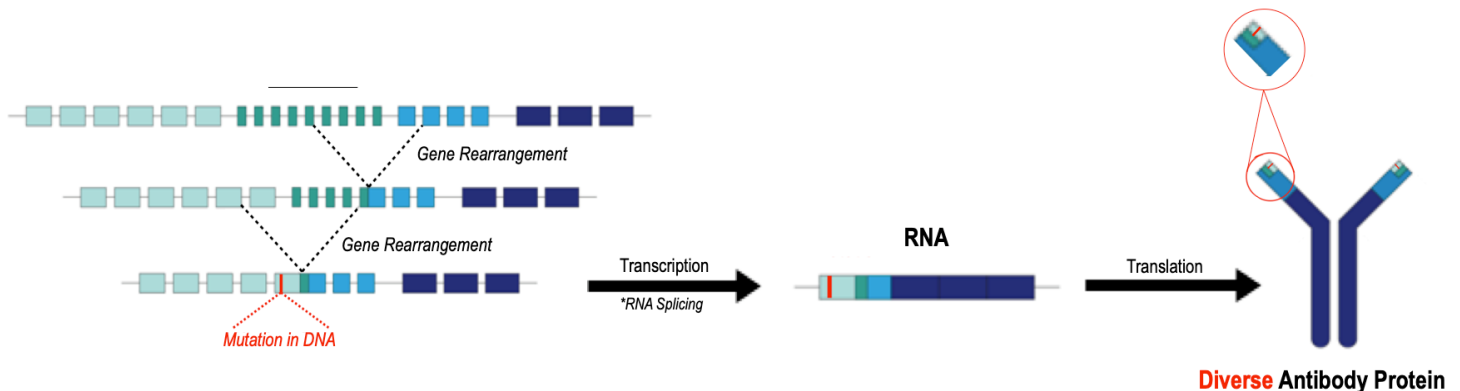 Gene Rearrangement
Gene Rearrangement
Mutation in DNA
Transcription
*RNA Splicing
RNA
Translation
Diverse Antibody Protein